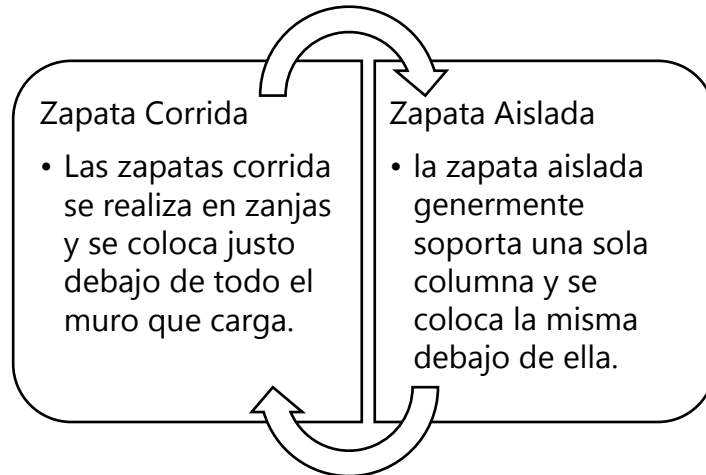 Zapata Corrida
• Las zapatas corrida
se realiza en zanjas
y se coloca justo
debajo de todo el
muro que carga.
Zapata Aislada
• la zapata aislada
genermente
soporta una sola
columna y se
coloca la misma
debajo de ella.